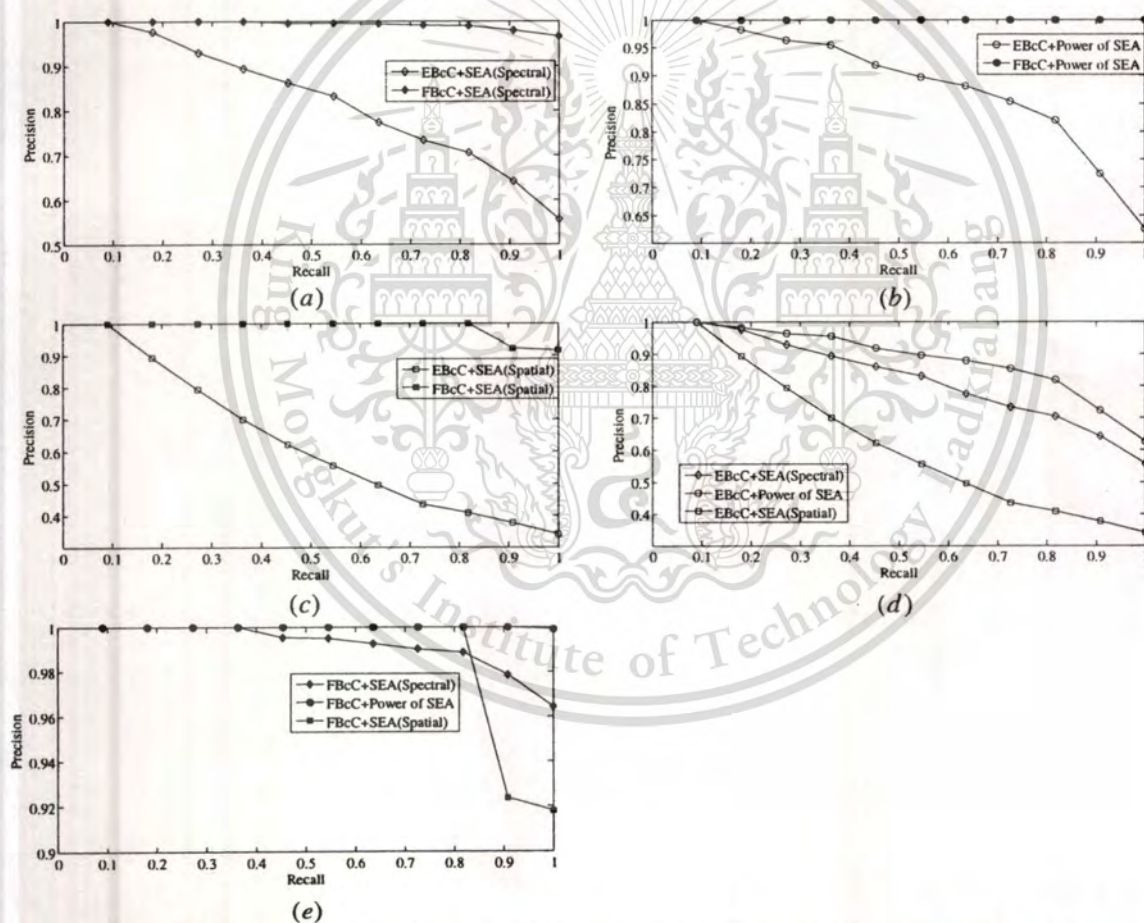 1
0.9
0.8
0.7
0.6
0.5
Precision
0 0.1 0.2 0.3 0.4 0.5 0.6 0.7 0.8 0.9 1
Recall
EBcC+SEA(Spectral)
FBcC+SEA(Spectral)
(a)
1
0.95
0.9
0.85
0.8
0.75
0.7
0.65
Precision
0 0.1 0.2 0.3 0.4 0.5 0.6 0.7 0.8 0.9 1
Recall
EBcC+Power of SEA
FBcC+Power of SEA
(b)
1
0.9
0.8
0.7
0.6
0.5
0.4
Precision
0 0.1 0.2 0.3 0.4 0.5 0.6 0.7 0.8 0.9 1
Recall
EBcC+SEA(Spatial)
FBcC+SEA(Spatial)
(c)
1
0.9
0.8
0.7
0.6
0.5
0.4
Precision
0 0.1 0.2 0.3 0.4 0.5 0.6 0.7 0.8 0.9 1
Recall
EBcC+SEA(Spectral)
EBcC+Power of SEA
EBcC+SEA(Spatial)
(d)
1
0.98
0.96
0.94
0.92
0.9
Precision
0 0.1 0.2 0.3 0.4 0.5 0.6 0.7 0.8 0.9 1
Recall
FBcC+SEA(Spectral)
FBcC+Power of SEA
FBcC+SEA(Spatial)
(e)
King Mongkut's Institute of Technology Ladkrabang